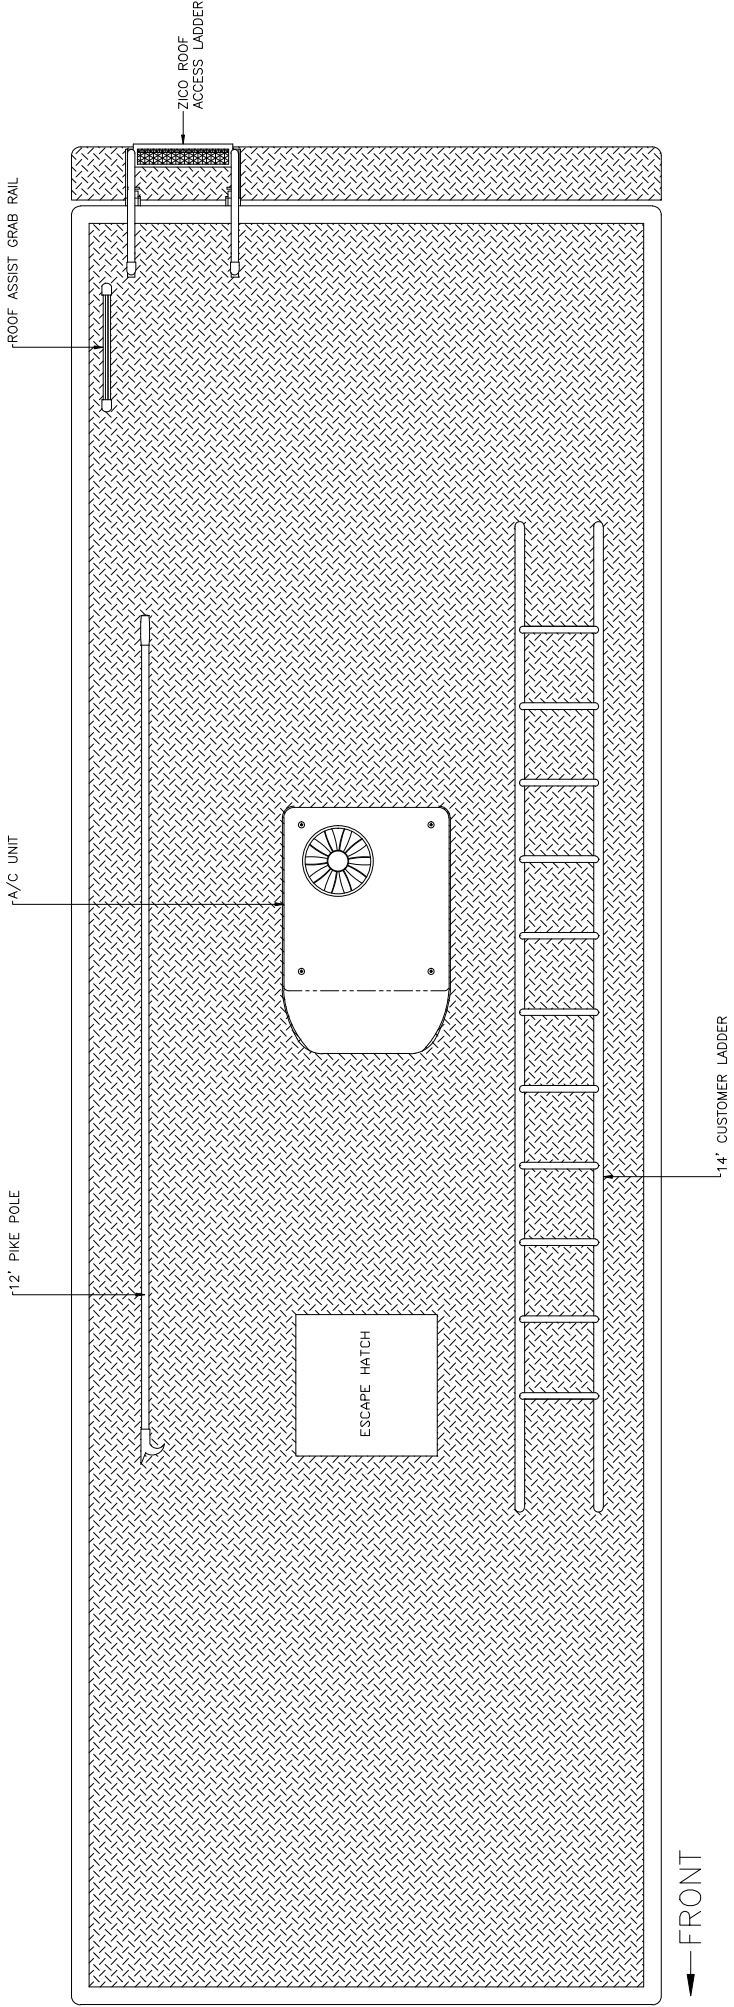 ZICO ROOF
ACCESS LADDER
ROOF ASSIST GRAB RAIL
A/C UNIT
14' CUSTOMER LADDER
12' PIKE POLE
ESCAPE HATCH
FRONT